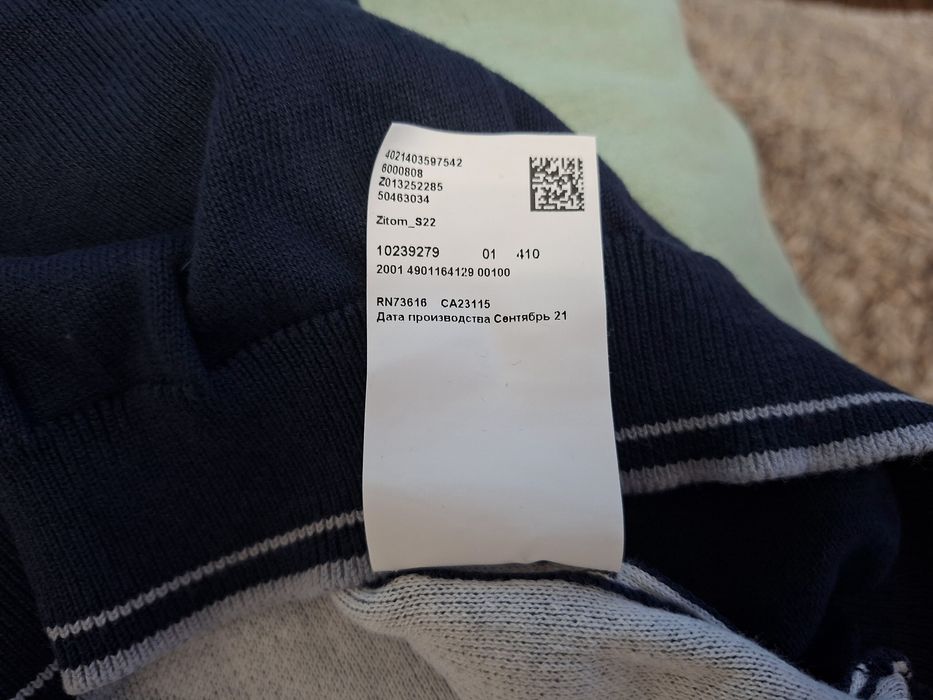 4021403597542
6000808
Z013252285
50463034
Zitom_S22
10239279 01 410
2001 4901164129 00100
RN73616 CA23115
Дата производства Сентябрь 21